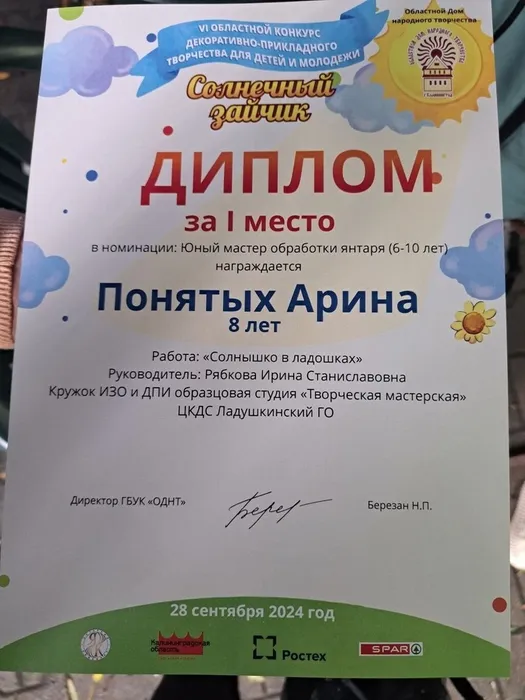 VI ОБЛАСТНОЙ КОНКУРС
ДЕКОРАТИВНО-ПРИКЛАДНОГО
ТВОРЧЕСТВА ДЛЯ ДЕТЕЙ И МОЛОДЕЖИ
Областной Дом
народного творчества
Солнечный
зайчик
ДИПЛОМ
за I место
в номинации: Юный мастер обработки янтаря (6-10 лет)
награждается
Понятых Арина
8 лет
Работа: «Солнышко в ладошках»
Руководитель: Рябкова Ирина Станиславовна
Кружок ИЗО и ДПИ образцовая студия «Творческая мастерская»
ЦКДС Ладушкинский ГО
Директор ГБУК «ОДНТ»
Березан Н.П.
28 сентября 2024 год
Калининградская
область
Ростех
SPAR